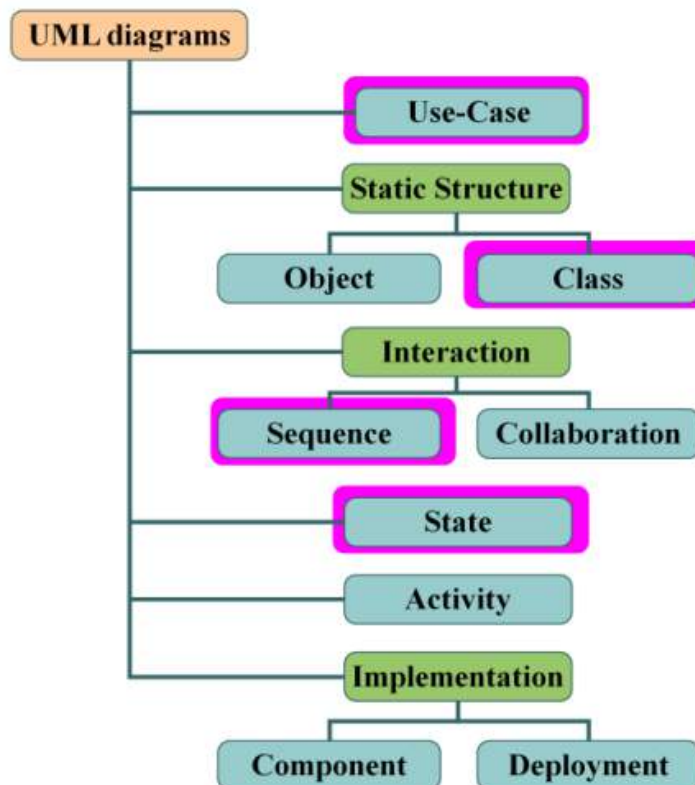 UML diagrams
Use-Case
Static Structure
Object
Class
Interaction
Sequence
Collaboration
State
Activity
Implementation
Component
Deployment